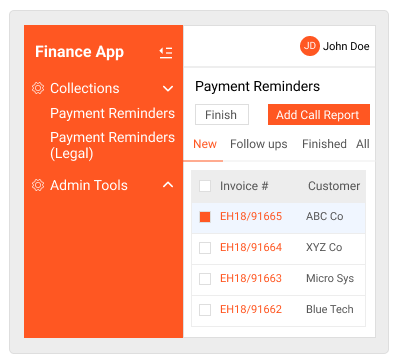 Finance App
JD John Doe
Collections
Payment Reminders
Payment Reminders
(Legal)
Admin Tools
Payment Reminders
Finish Add Call Report
New Follow ups Finished All
Invoice # Customer
EH18/91665 ABC Co
EH18/91664 XYZ Co
EH18/91663 Micro Sys
EH18/91662 Blue Tech